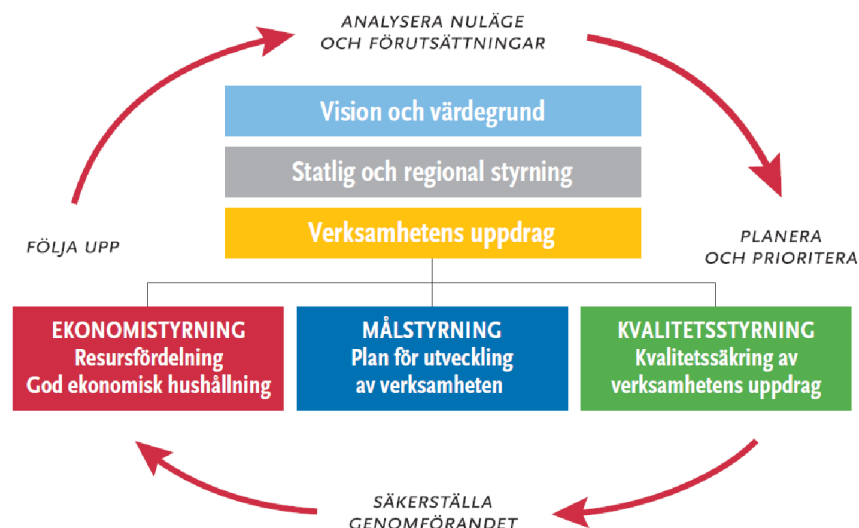 ANALYSERA NULÄGE
OCH FÖRUTSÄTTNINGAR
Vision och värdegrund
Statlig och regional styrning
Verksamhetens uppdrag
FÖLJA UPP
PLANERA
OCH PRIORITERA
EKONOMISTYRNING
Resursfördelning
God ekonomisk hushållning
MÅLSTYRNING
Plan för utveckling
av verksamheten
KVALITETSSTYRNING
Kvalitetssäkring av
verksamhetens uppdrag
SÄKERSTÄLLA
GENOMFÖRANDET